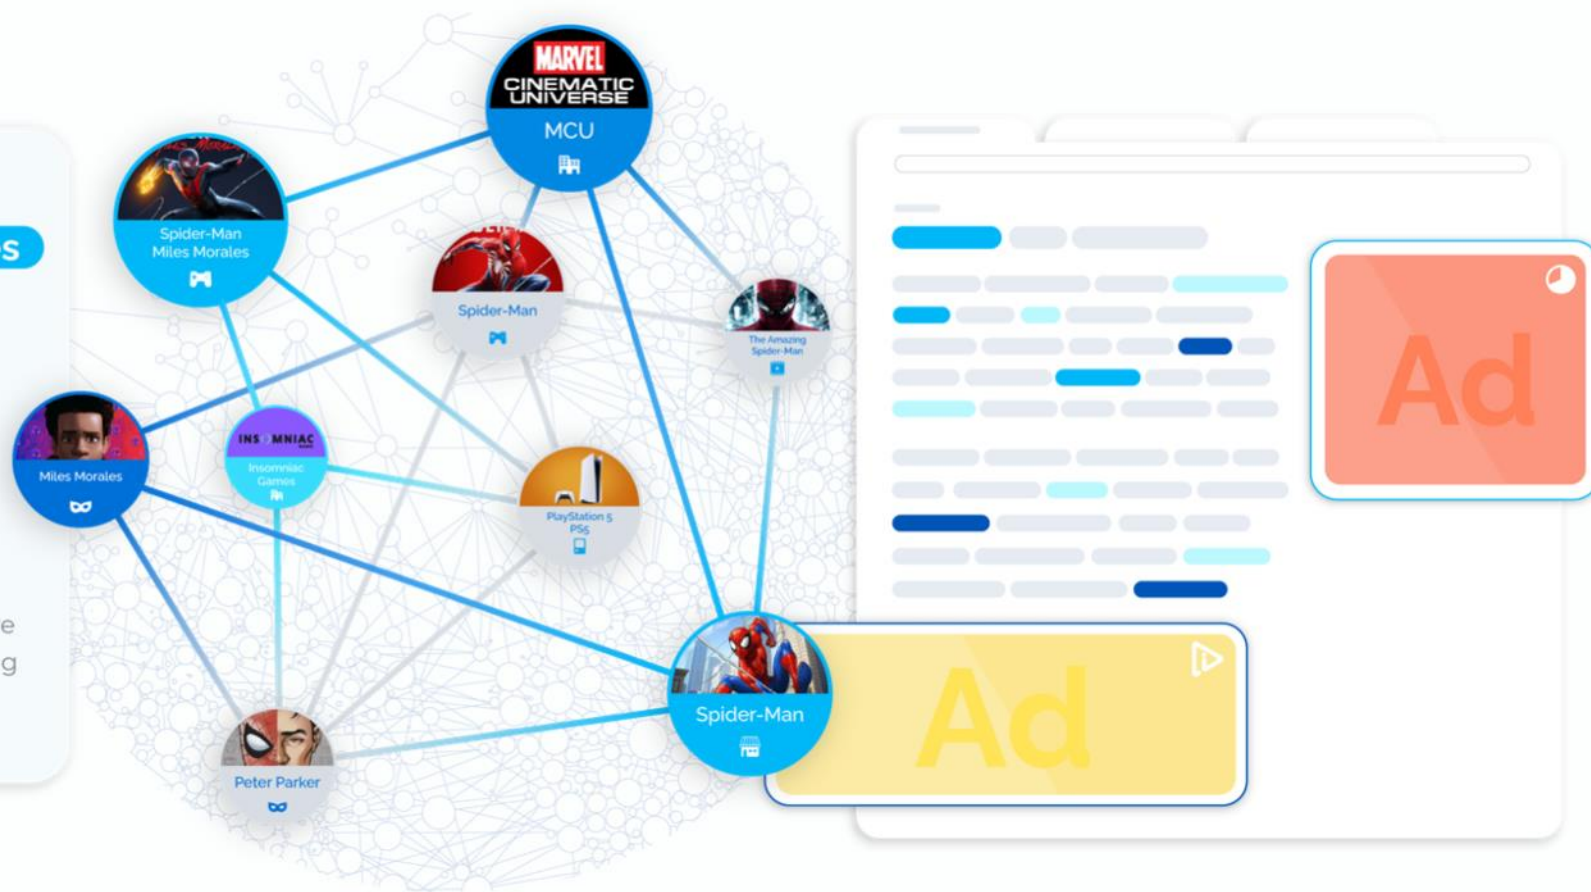 MARVEL
CINEMATIC
UNIVERSE
MCU
Spider-Man
Miles Morales
s
Spider-Man
The Amazing
Spider-Man
INSOMNIAC
Insomniac
Games
Miles Morales
PlayStation 5
PS5
e
g
Spider-Man
Peter Parker
Ad
Ad